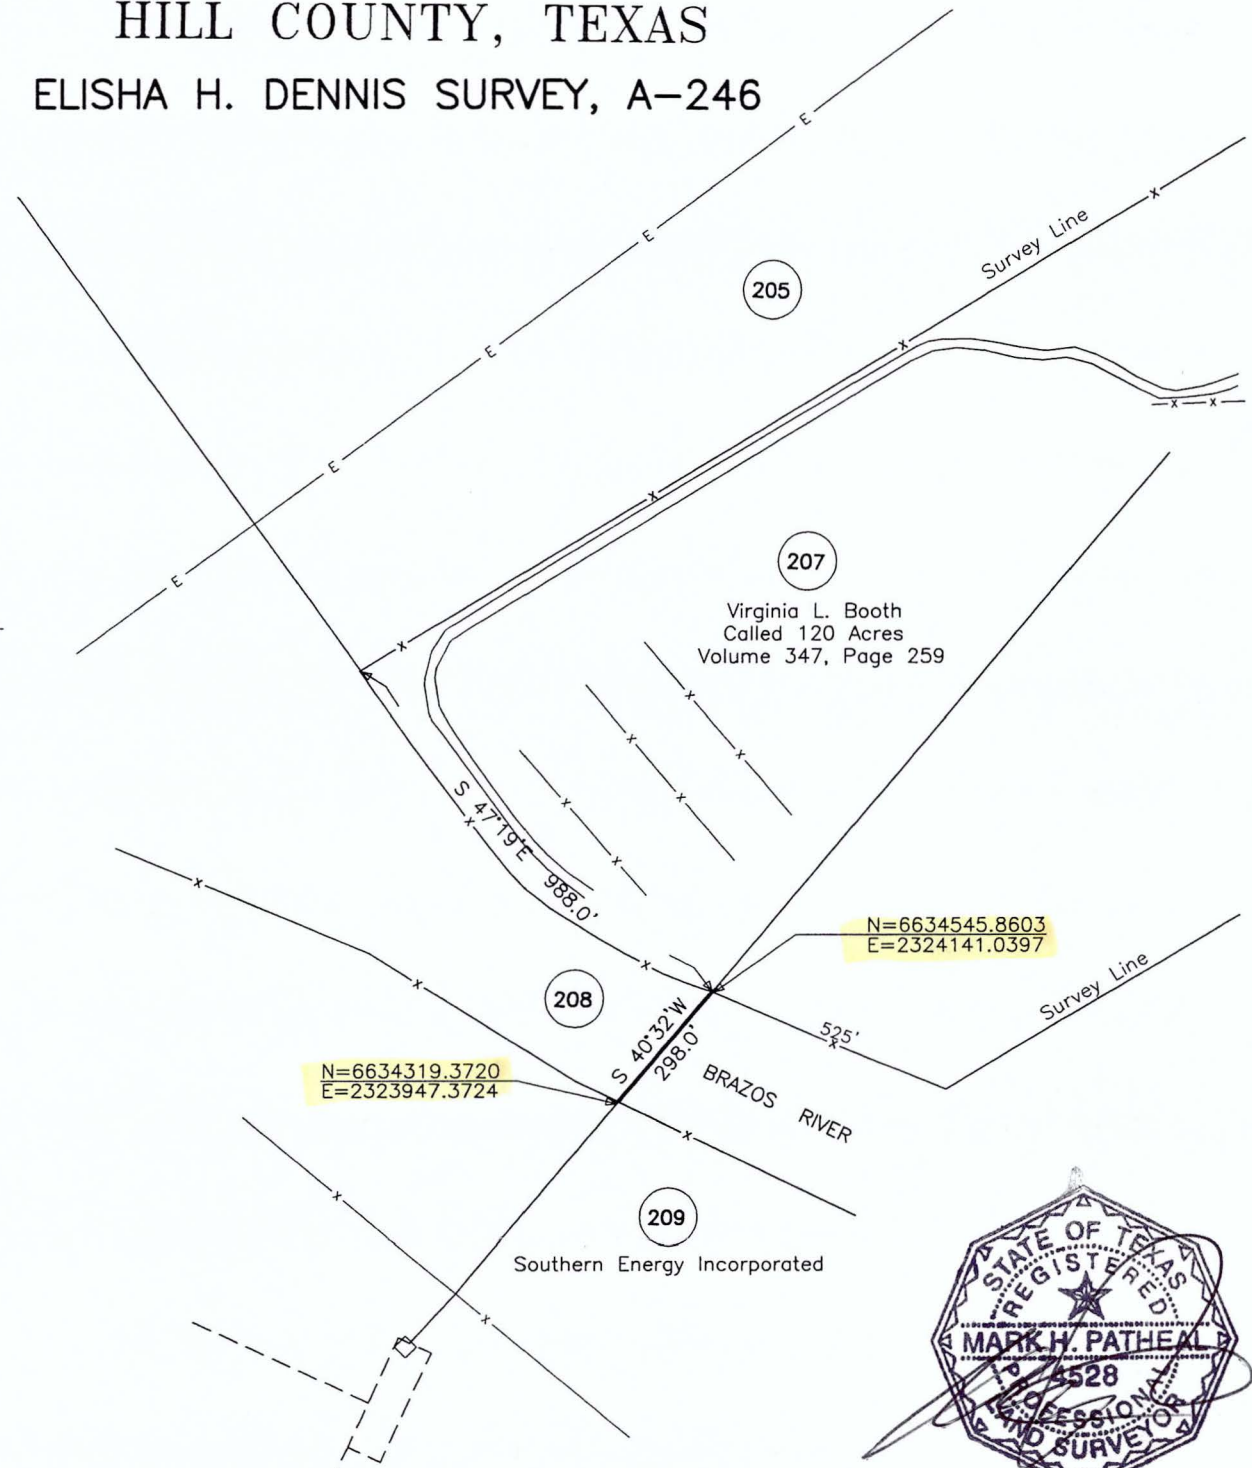 HILL COUNTY, TEXAS
ELISHA H. DENNIS SURVEY, A-246
E
E
E
E
E
x
Survey Line
205
x
x x
x
207
Virginia L. Booth
Called 120 Acres
Volume 347, Page 259
x
x
x
x
x
x
x
x
S 47°19'E 988.0'
x
x
x
x
N=6634545.8603
E=2324141.0397
Survey Line
208
S 40°32'W
298.0'
525'
x
N=6634319.3720
E=2323947.3724
BRAZOS RIVER
x
x
209
Southern Energy Incorporated
x
STATE OF TEXAS
REGISTERED
MARK H. PATHEAL
4528
PROFESSIONAL
LAND SURVEYOR